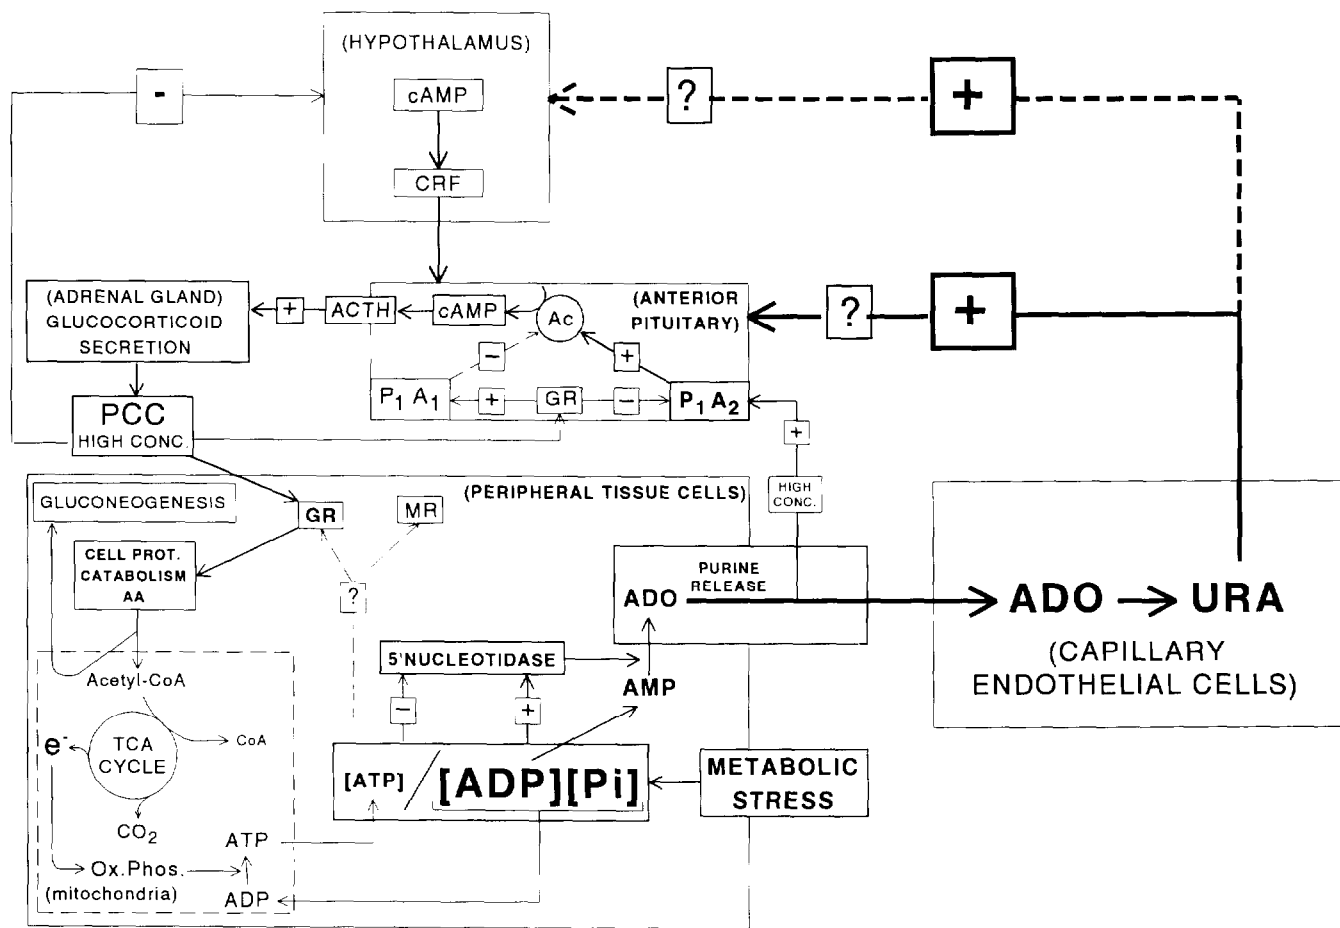 (HYPOTHALAMUS)
-
cAMP
?
+
CRF
(ADRENAL GLAND)
GLUCOCORTICOID
SECRETION
+
ACTH
cAMP
Ac
(ANTERIOR
PITUITARY)
?
+
-
+
P1 A1
+
GR
-
P1 A2
PCC
HIGH CONC.
+
HIGH
CONC.
(PERIPHERAL TISSUE CELLS)
GLUCONEOGENESIS
GR
MR
CELL PROT.
CATABOLISM
AA
?
PURINE
RELEASE
ADO
ADO
URA
(CAPILLARY
ENDOTHELIAL CELLS)
5'NUCLEOTIDASE
AMP
Acetyl-CoA
-
+
e-
TCA
CYCLE
CoA
[ATP]
/
[ADP][Pi]
METABOLIC
STRESS
CO2
ATP
Ox.Phos.
(mitochondria)
ADP